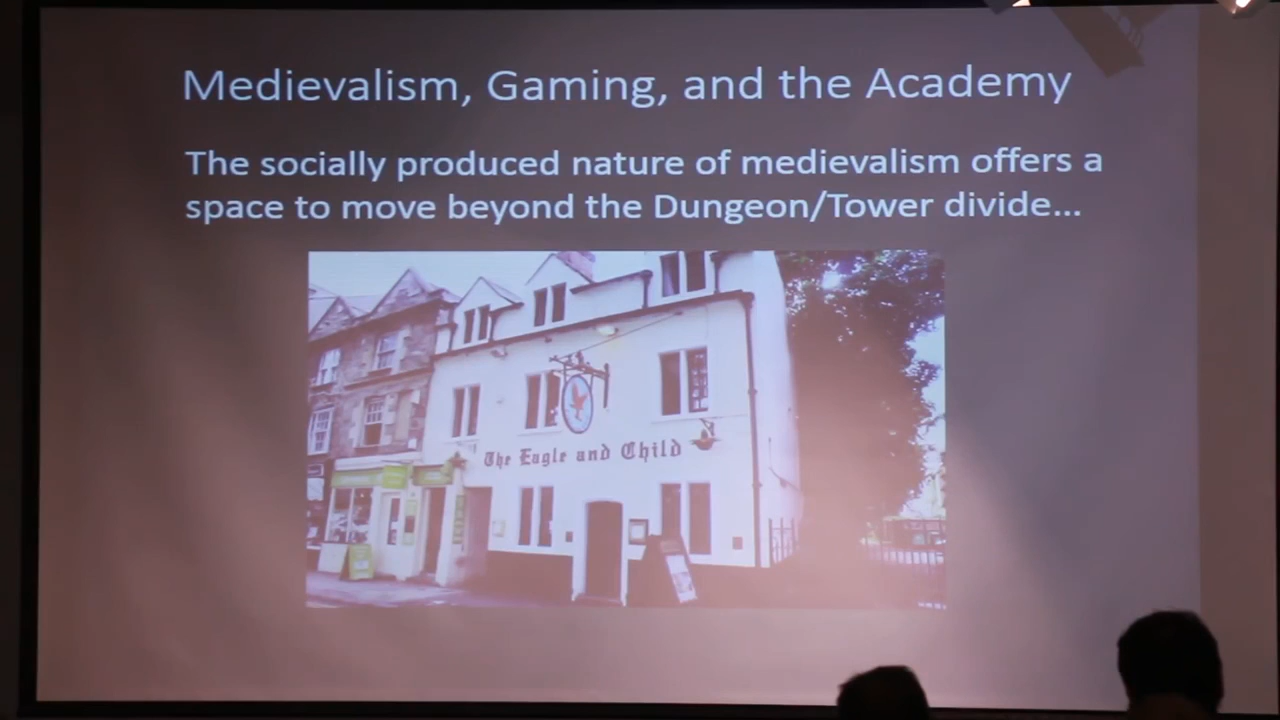 Medievalism, Gaming, and the Academy
The socially produced nature of medievalism offers a
space to move beyond the Dungeon/Tower divide...
The Eagle and Child